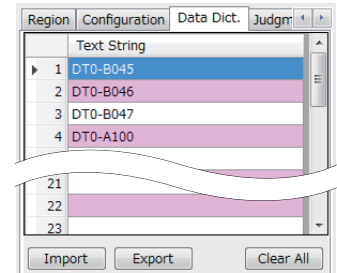 Region Configuration Data Dict. Judgm
Text String
1 DT0-B045
2 DT0-B046
3 DT0-B047
4 DT0-A100
21
22
23
Import Export Clear All